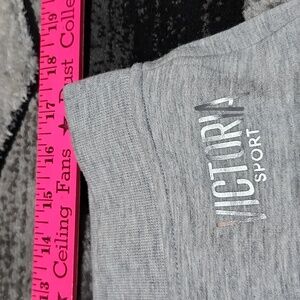 13 14 15 16 17 18 19
Ceiling Fans ★ Dust Colle
VICTORIA
SPORT